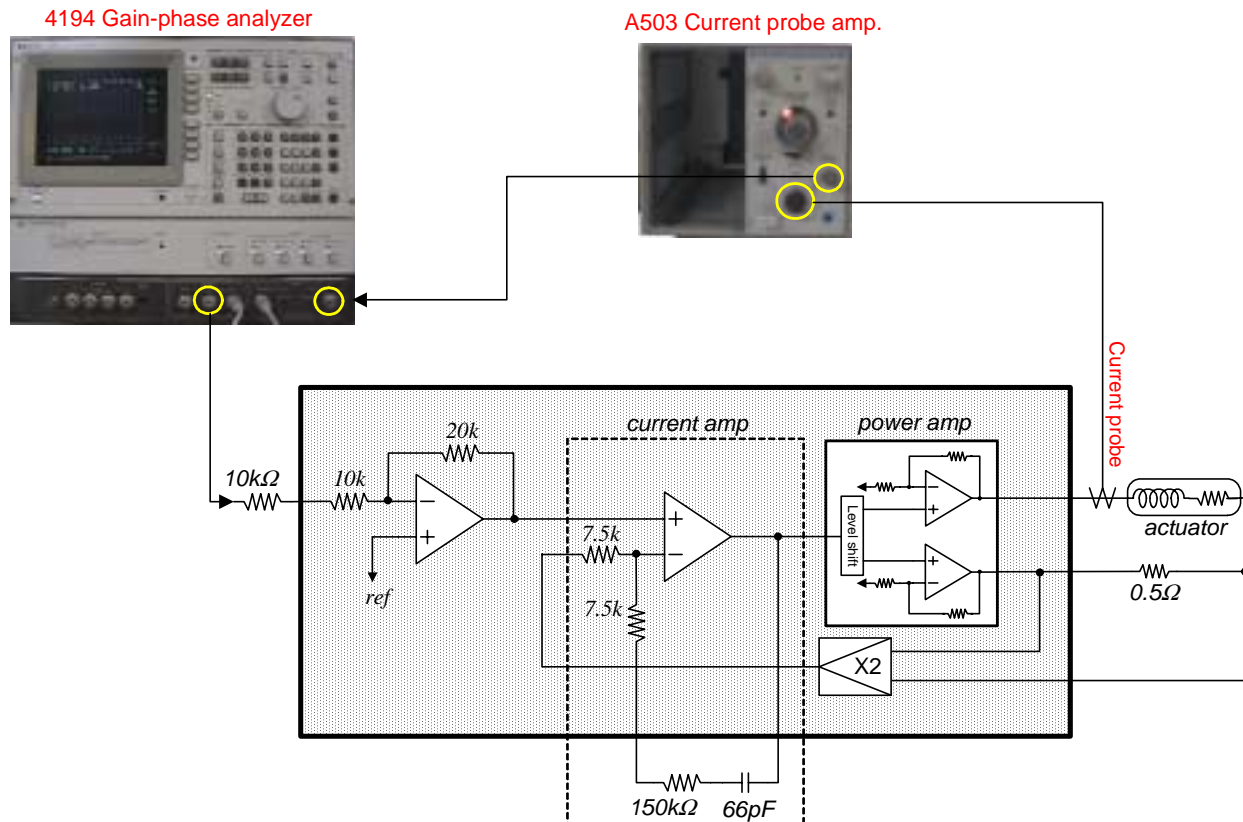 4194 Gain-phase analyzer
A503 Current probe amp.
Current probe
current amp
power amp
20k
10kΩ
10k
ref
7.5k
7.5k
Level shift
actuator
0.5Ω
X2
150kΩ
66pF